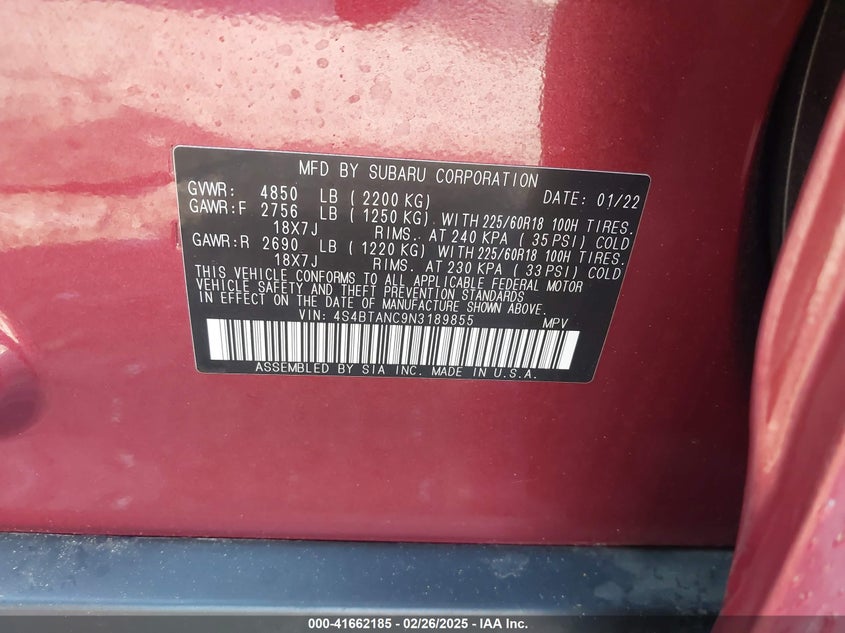 MFD BY SUBARU CORPORATION
GVWR: 4850 LB ( 2200 KG) DATE: 01/22
GAWR:F 2756 LB ( 1250 KG) WITH 225/60R18 100H TIRES.
18X7J RIMS. AT 240 KPA ( 35 PSI) COLD
GAWR:R 2690 LB ( 1220 KG) WITH 225/60R18 100H TIRES.
18X7J RIMS. AT 230 KPA ( 33 PSI) COLD
THIS VEHICLE CONFORMS TO ALL APPLICABLE FEDERAL MOTOR
VEHICLE SAFETY AND THEFT PREVENTION STANDARDS
IN EFFECT ON THE DATE OF MANUFACTURE SHOWN ABOVE.
VIN: 4S4BTANC9N3189855 MPV
ASSEMBLED BY SIA INC. MADE IN U.S.A.
000-41662185 - 02/26/2025 - IAA Inc.